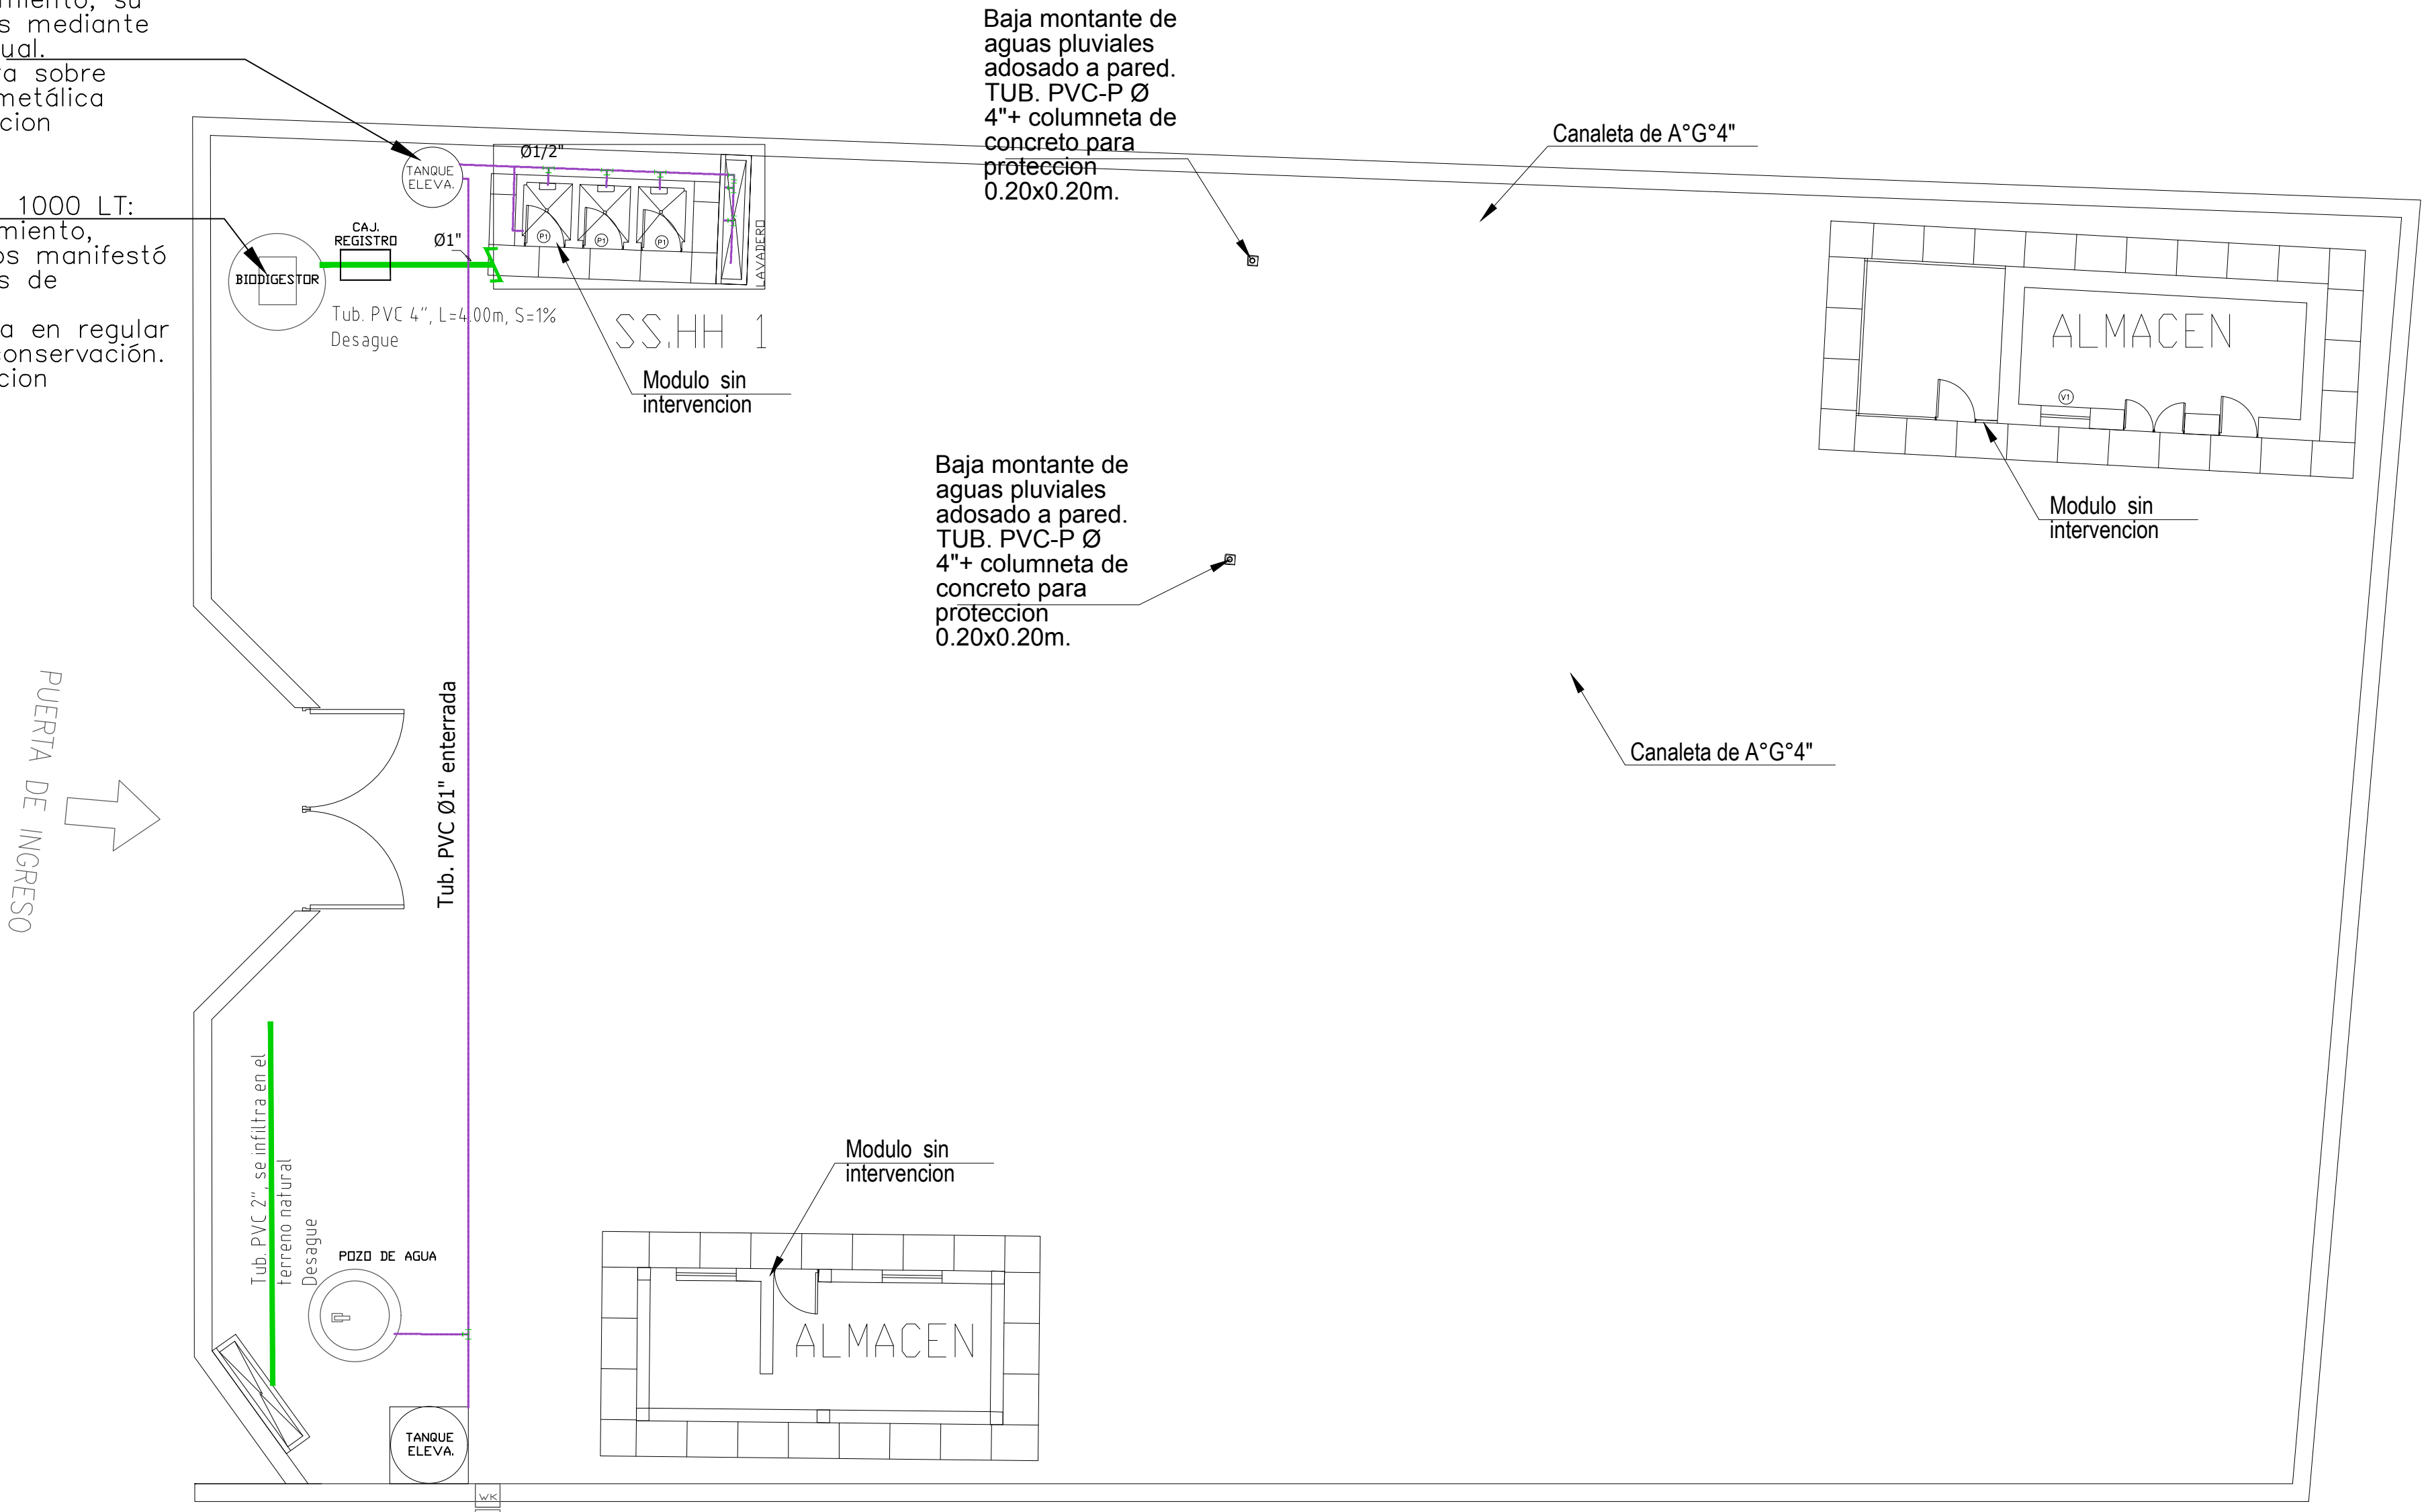 s mediante
ual.
a sobre
metálica
cion
1000 LT:
miento,
os manifestó
s de
a en regular
conservación.
cion
TANQUE
ELEVA.
Ø1/2"
CAJ.
REGISTRO
Ø1"
BIODIGESTOR
LAVADERO
P1
P1
P1
Tub. PVC 4", L=4.00m, S=1%
Desague
SS.HH 1
Modulo sin
intervencion
Baja montante de
aguas pluviales
adosado a pared.
TUB. PVC-P Ø
4"+ columneta de
concreto para
proteccion
0.20x0.20m.
Canaleta de A°G°4"
ALMACEN
V1
Modulo sin
intervencion
Baja montante de
aguas pluviales
adosado a pared.
TUB. PVC-P Ø
4"+ columneta de
concreto para
proteccion
0.20x0.20m.
Canaleta de A°G°4"
PUERTA DE INGRESO
Tub. PVC Ø1" enterrada
Tub. PVC 2", se infiltra en el
terreno natural
Desague
POZO DE AGUA
TANQUE
ELEVA.
WK
Modulo sin
intervencion
ALMACEN